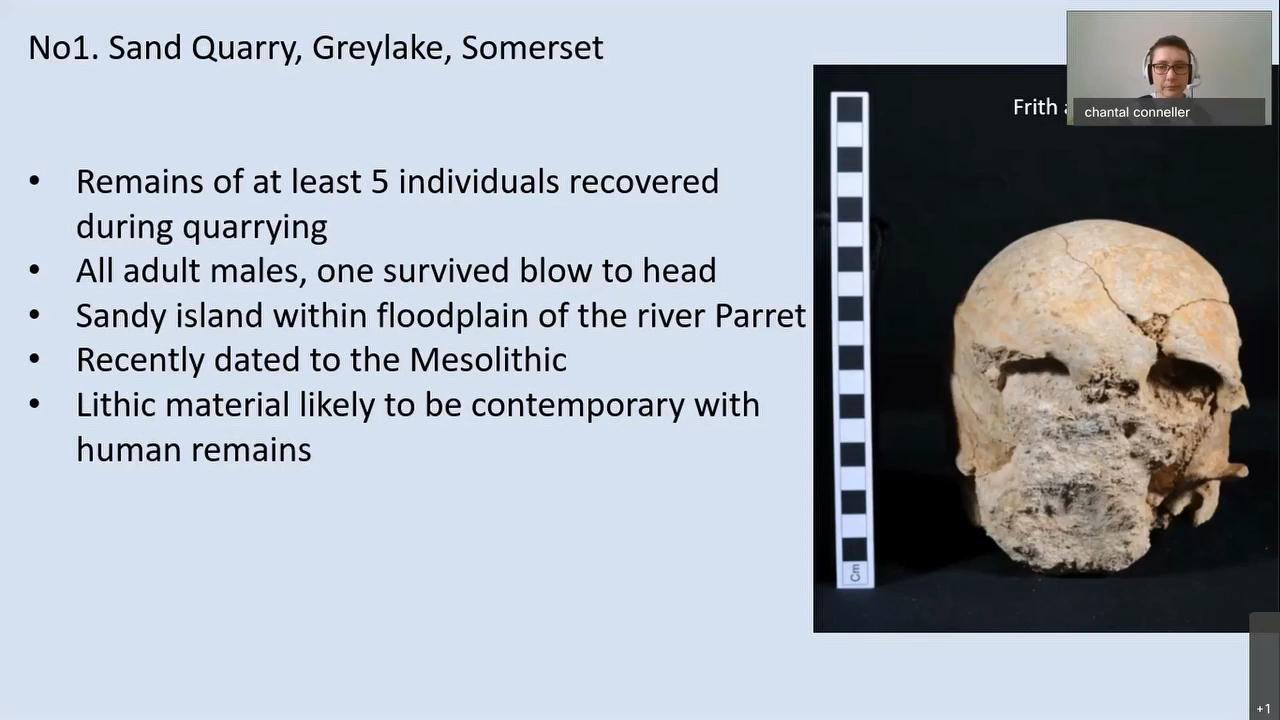 No1. Sand Quarry, Greylake, Somerset
Frith
chantal conneller
• Remains of at least 5 individuals recovered
during quarrying
• All adult males, one survived blow to head
• Sandy island within floodplain of the river Parret
• Recently dated to the Mesolithic
• Lithic material likely to be contemporary with
human remains
Cm
+1